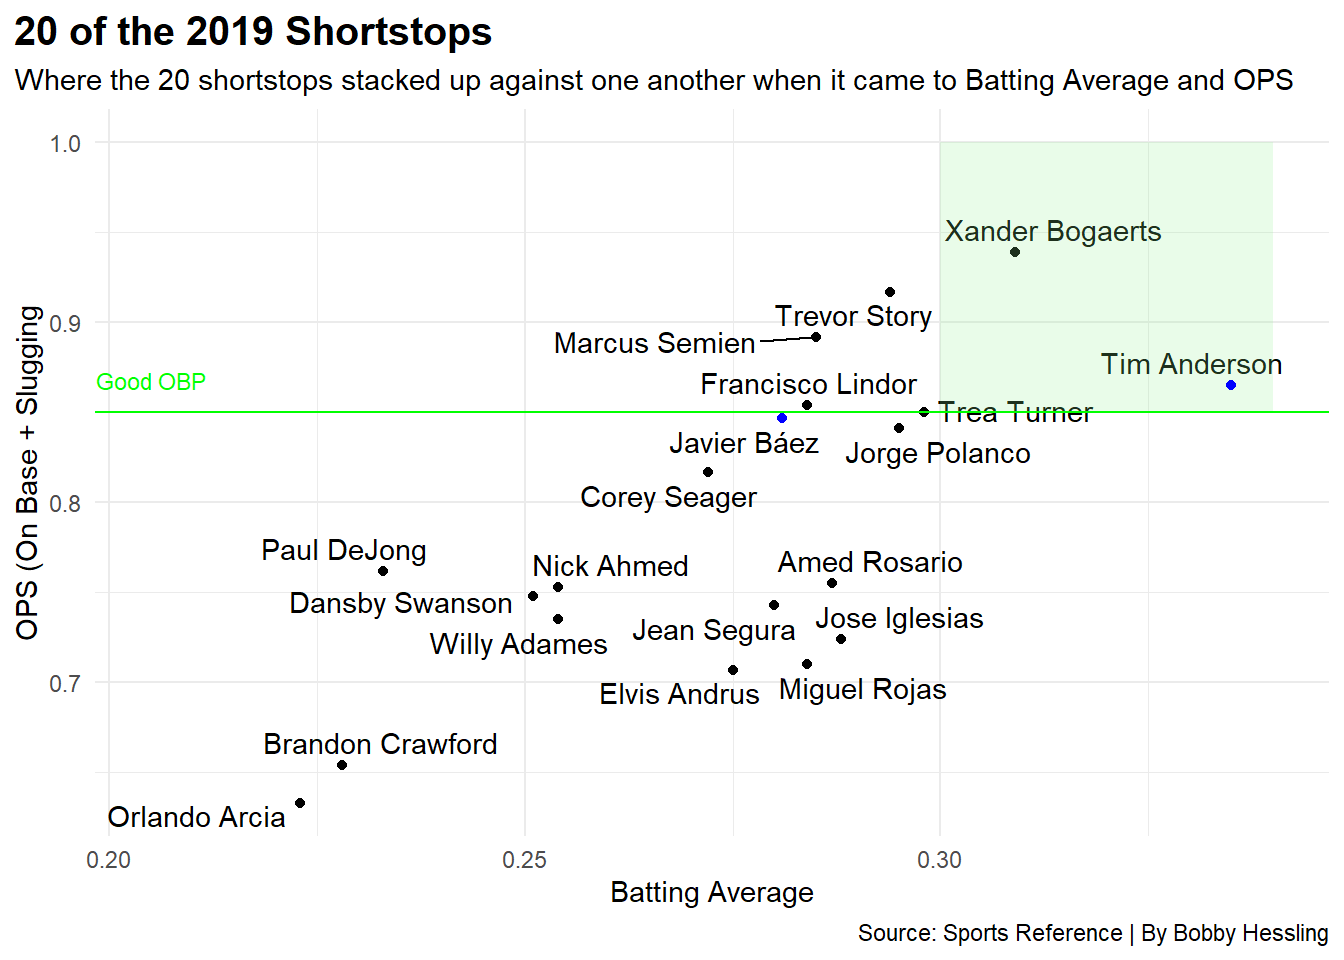 20 of the 2019 Shortstops
Where the 20 shortstops stacked up against one another when it came to Batting Average and OPS
1.0
Xander Bogaerts
0.9
Trevor Story
Marcus Semien
Tim Anderson
Good OBP
Francisco Lindor
Trea Turner
Javier Báez
Jorge Polanco
Corey Seager
0.8
OPS (On Base + Slugging
Paul DeJong
Nick Ahmed
Amed Rosario
Dansby Swanson
Jose Iglesias
Jean Segura
Willy Adames
0.7
Elvis Andrus
Miguel Rojas
Brandon Crawford
Orlando Arcia
0.20
0.25
0.30
Batting Average
Source: Sports Reference | By Bobby Hessling